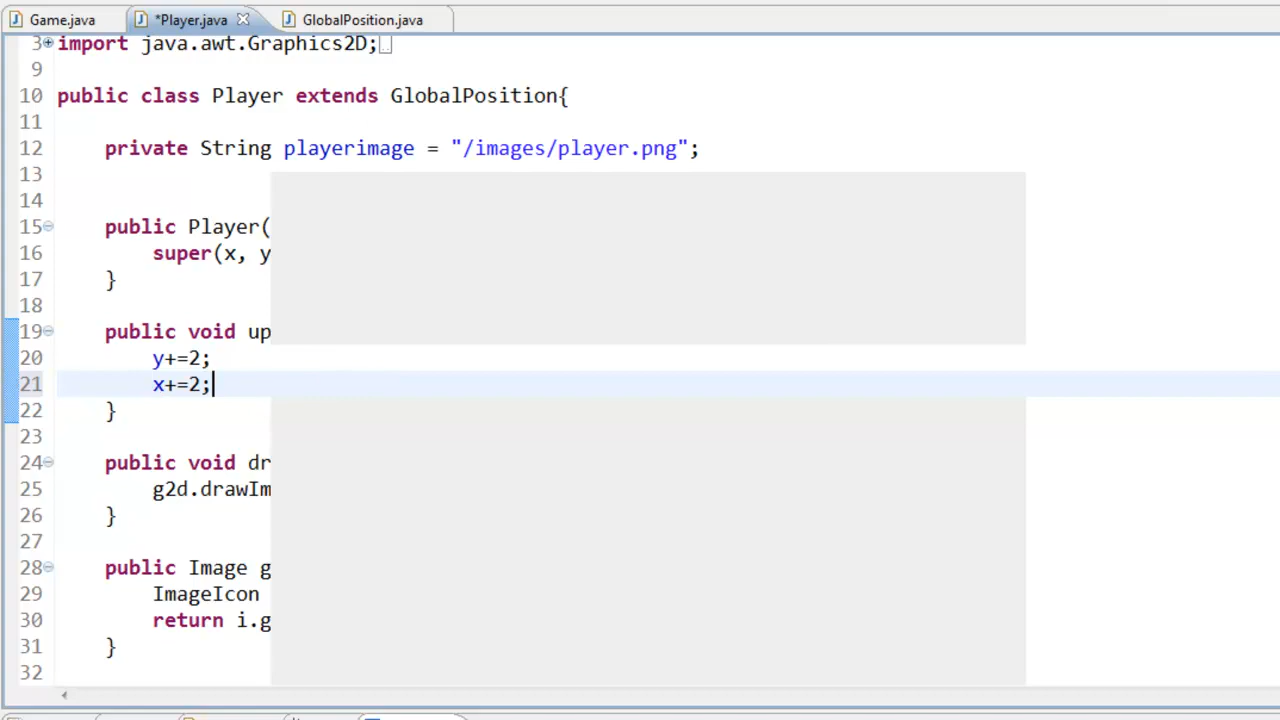 Game.java *Player.java GlobalPosition.java
3 import java.awt.Graphics2D;
9
10 public class Player extends GlobalPosition{
11
12 private String playerimage = "/images/player.png";
13
14
15 public Player(
16 super(x, y
17 }
18
19 public void up
20 y+=2;
21 x+=2;
22 }
23
24 public void dr
25 g2d.drawIm
26 }
27
28 public Image g
29 ImageIcon
30 return i.g
31 }
32